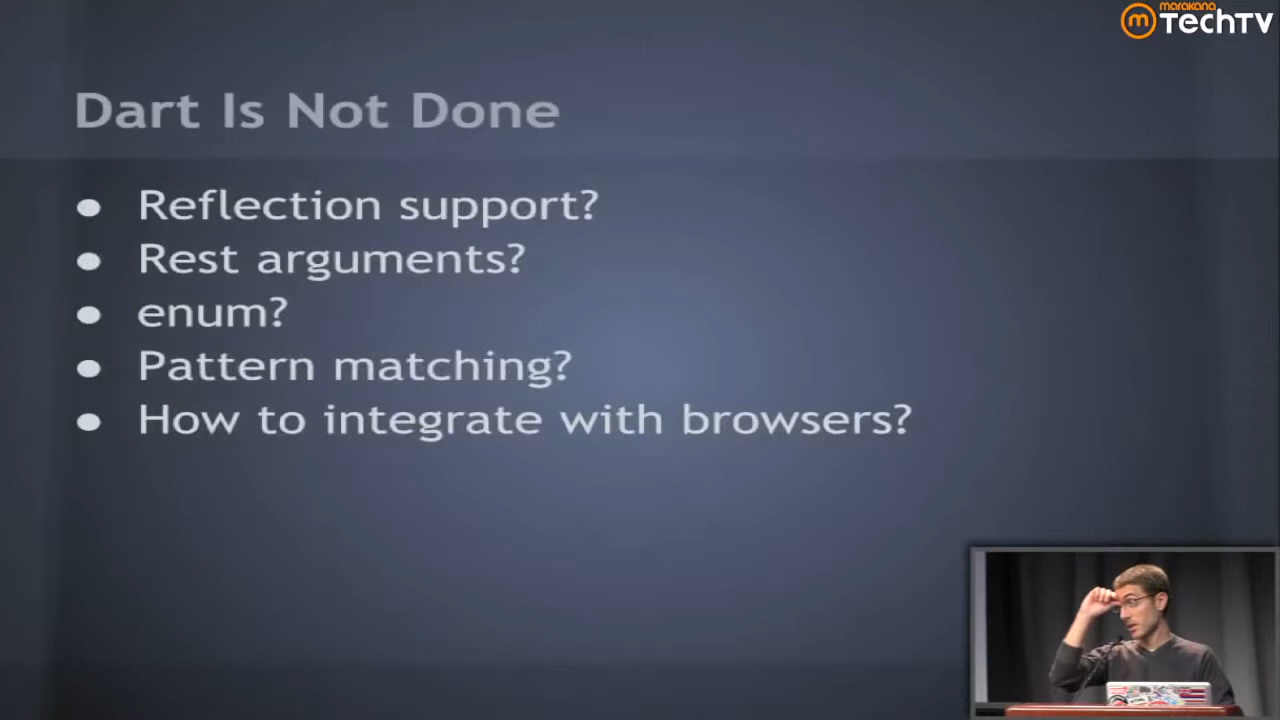 marakana
TechTV
Dart Is Not Done
• Reflection support?
• Rest arguments?
• enum?
• Pattern matching?
• How to integrate with browsers?